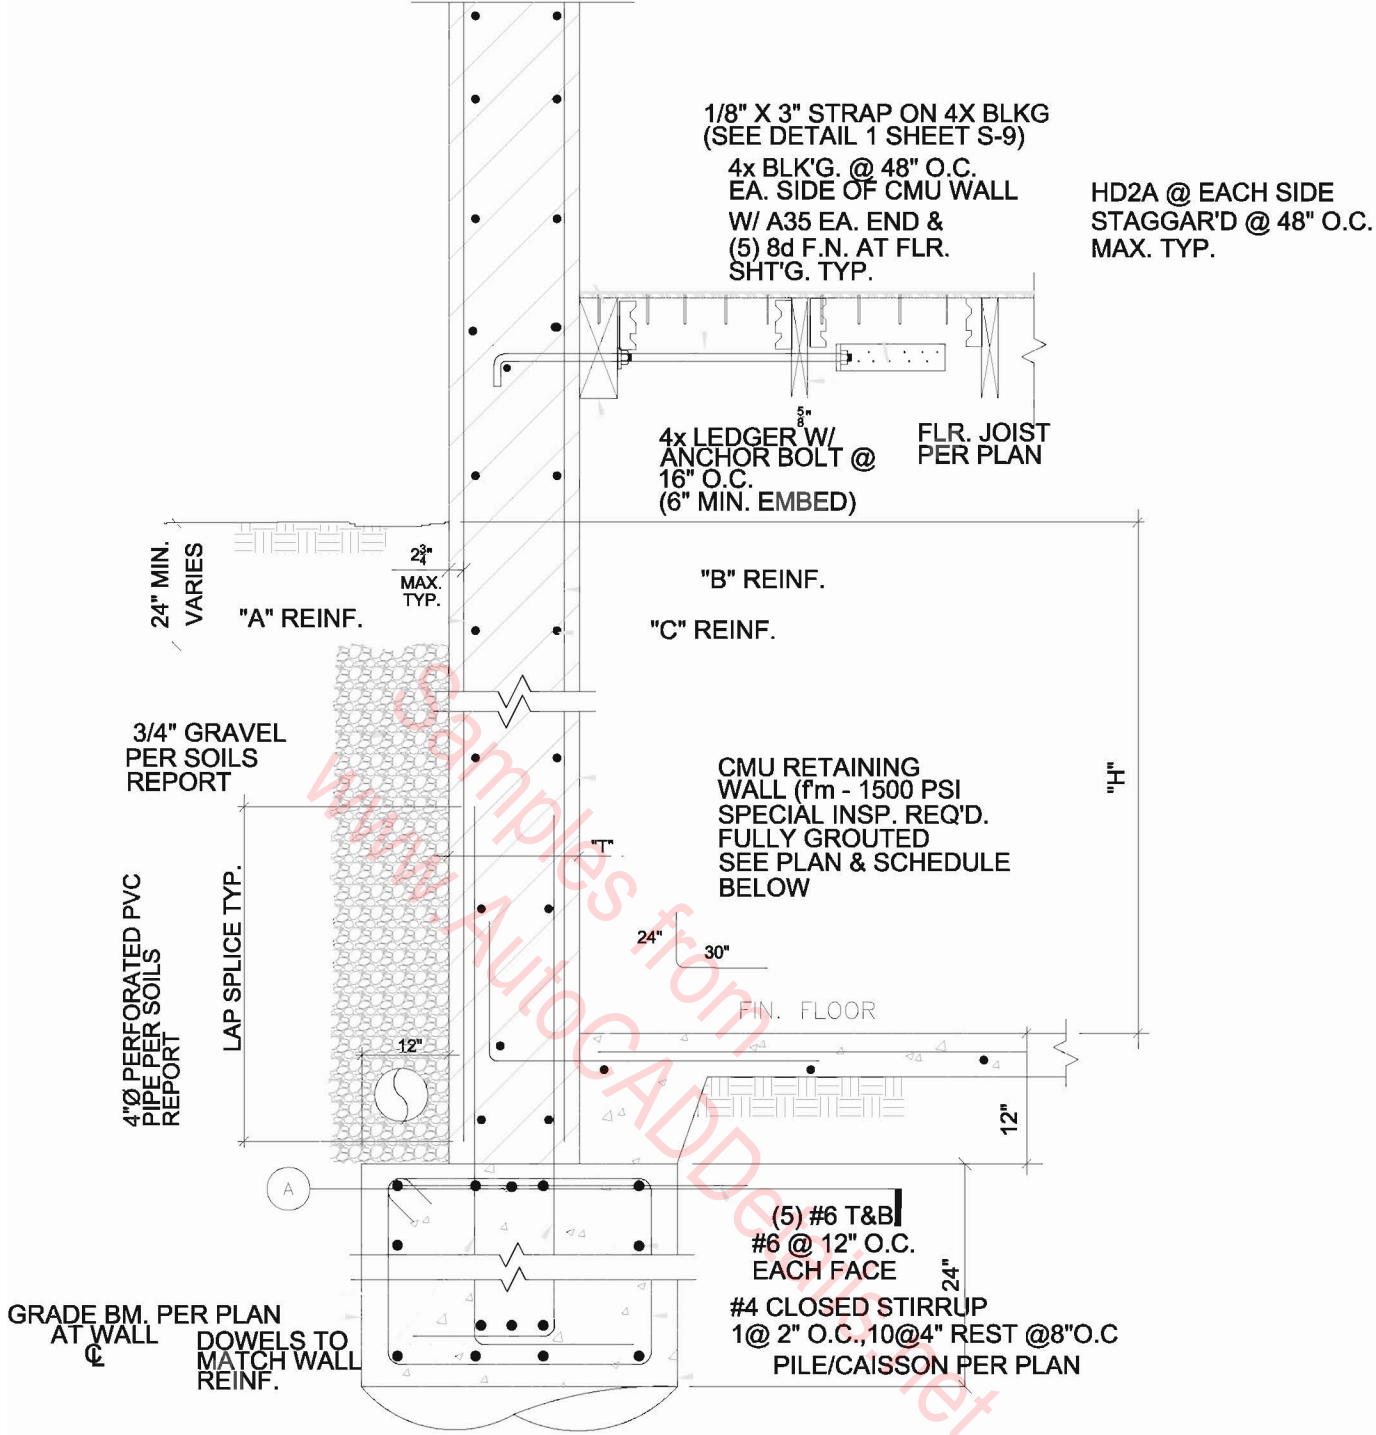 1/8" X 3" STRAP ON 4X BLKG
(SEE DETAIL 1 SHEET S-9)
4x BLK'G. @ 48" O.C.
EA. SIDE OF CMU WALL
W/ A35 EA. END &
(5) 8d F.N. AT FLR.
SHT'G. TYP.
HD2A @ EACH SIDE
STAGGAR'D @ 48" O.C.
MAX. TYP.
5/8"
4x LEDGER W/
ANCHOR BOLT @
16" O.C.
(6" MIN. EMBED)
FLR. JOIST
PER PLAN
24" MIN.
VARIES
2 3/4"
MAX.
TYP.
"A" REINF.
"B" REINF.
"C" REINF.
3/4" GRAVEL
PER SOILS
REPORT
"H"
CMU RETAINING
WALL (f'm - 1500 PSI
SPECIAL INSP. REQ'D.
FULLY GROUTED
SEE PLAN & SCHEDULE
BELOW
"T"
LAP SPLICE TYP.
4"Ø PERFORATED PVC
PIPE PER SOILS
REPORT
24"
30"
FIN. FLOOR
12"
12"
A
(5) #6 T&B
#6 @ 12" O.C.
EACH FACE
24"
#4 CLOSED STIRRUP
1@ 2" O.C.,10@4" REST @8"O.C
PILE/CAISSON PER PLAN
GRADE BM. PER PLAN
AT WALL
℄
DOWELS TO
MATCH WALL
REINF.
Samples from
www.AutoCADDetails.net